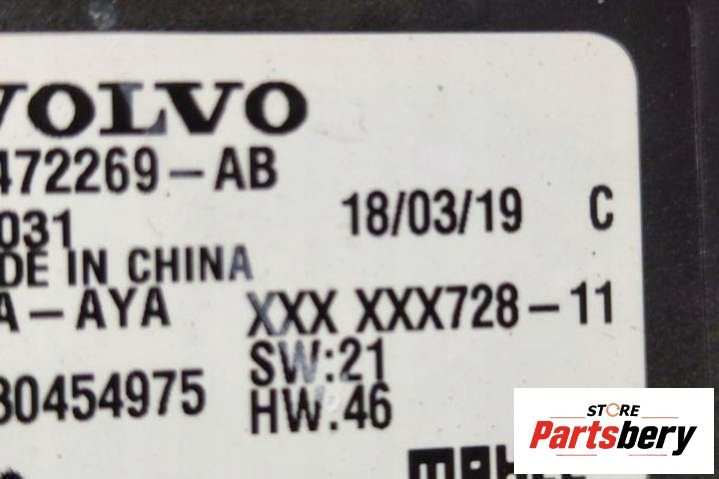 VOLVO
472269-AB
031
18/03/19 C
DE IN CHINA
A-AYA XXX XXX728-11
SW:21
30454975
HW.46
STORE
Partsbery